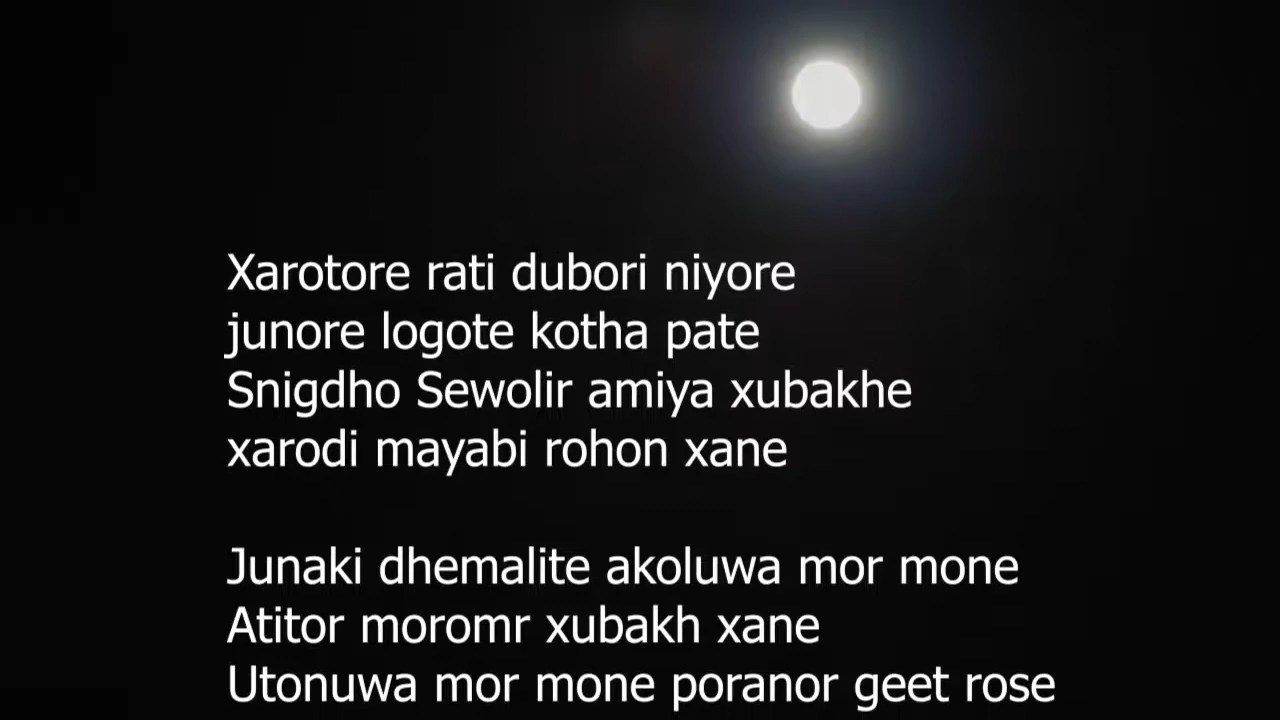 Xarotore rati dubori niyore
junore logote kotha pate
Snigdho Sewolir amiya xubakhe
xarodi mayabi rohon xane
Junaki dhemalite akoluwa mor mone
Atitor moromr xubakh xane
Utonuwa mor mone poranor geet rose